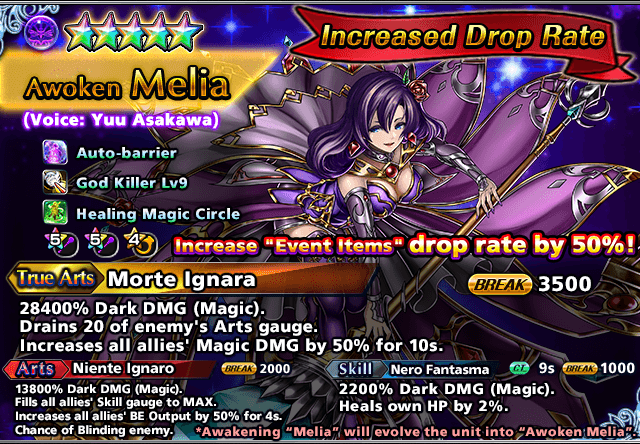 Increased Drop Rate
Awoken Melia
(Voice: Yuu Asakawa)
Auto-barrier
God Killer Lv9
Healing Magic Circle
5 5 4
Increase "Event Items" drop rate by 50%!
True Arts Morte Ignara BREAK 3500
28400% Dark DMG (Magic).
Drains 20 of enemy's Arts gauge.
Increases all allies' Magic DMG by 50% for 10s.
Arts Niente Ignaro BREAK 2000
13800% Dark DMG (Magic).
Fills all allies' Skill gauge to MAX.
Increases all allies' BE Output by 50% for 4s.
Chance of Blinding enemy.
Skill Nero Fantasma CT 9s BREAK 1000
2200% Dark DMG (Magic).
Heals own HP by 2%.
*Awakening “Melia” will evolve the unit into “Awoken Melia”.